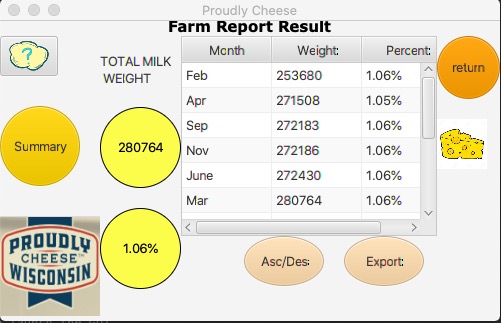 Proudly Cheese
Farm Report Result
?
TOTAL MILK
WEIGHT
Month Weight: Percent:
Feb 253680 1.06%
Apr 271508 1.05%
Sep 272183 1.06%
Nov 272186 1.06%
June 272430 1.06%
Mar 280764 1.06%
return
Summary
280764
1.06%
PROUDLY
CHEESE™
WISCONSIN
Asc/Des: Export: